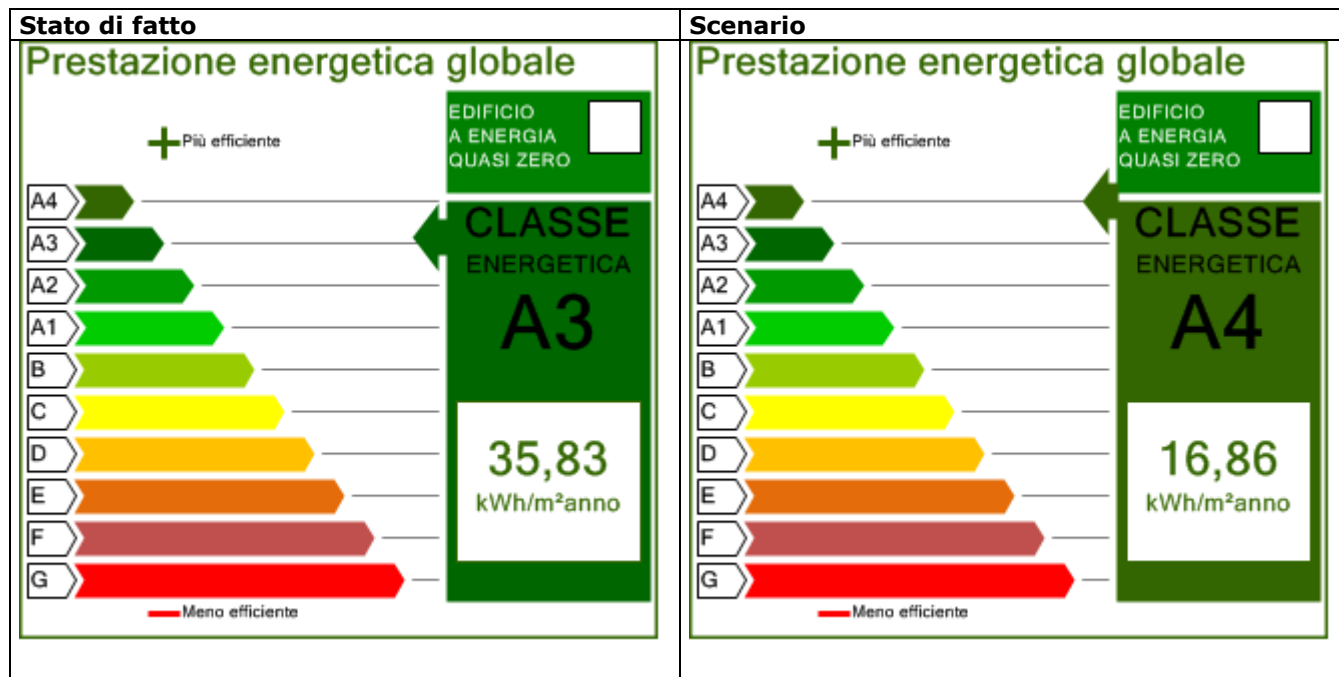 Stato di fatto
Prestazione energetica globale
EDIFICIO
A ENERGIA
QUASI ZERO
Più efficiente
A4
A3
A2
A1
B
C
D
E
F
G
Meno efficiente
CLASSE
ENERGETICA
A3
35,83
kWh/m²anno
Scenario
Prestazione energetica globale
EDIFICIO
A ENERGIA
QUASI ZERO
Più efficiente
A4
A3
A2
A1
B
C
D
E
F
G
Meno efficiente
CLASSE
ENERGETICA
A4
16,86
kWh/m²anno